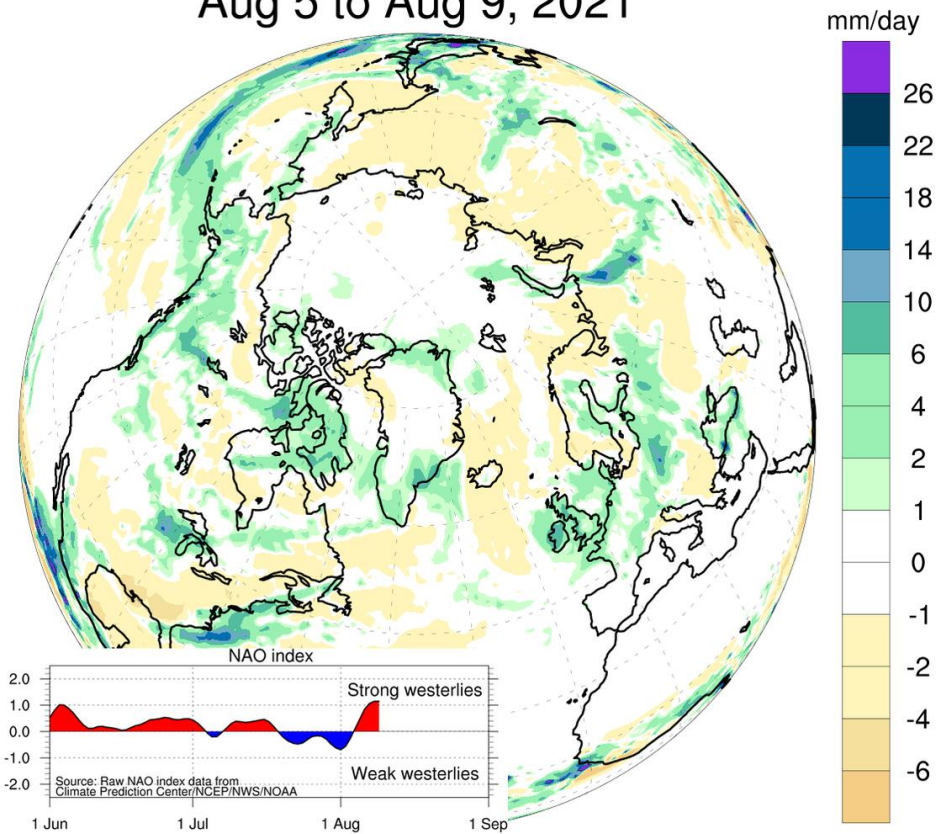 Aug 5 to Aug 9, 2021
mm/day
26
22
18
14
10
6
4
2
1
0
-1
-2
-4
-6
NAO index
2.0
1.0
0.0
-1.0
-2.0
Strong westerlies
Weak westerlies
Source: Raw NAO index data from
Climate Prediction Center/NCEP/NWS/NOAA
1 Jun
1 Jul
1 Aug
1 Sep